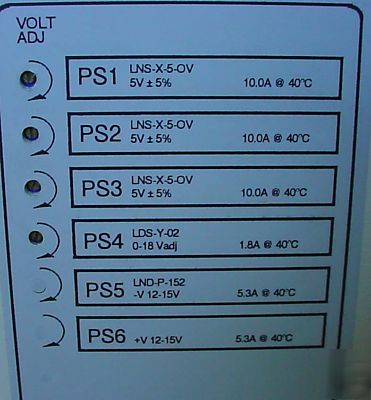 VOLT
ADJ
PS1 LNS-X-5-OV
5V ± 5% 10.0A @ 40°C
PS2 LNS-X-5-OV
5V ± 5% 10.0A @ 40°C
PS3 LNS-X-5-OV
5V ± 5% 10.0A @ 40°C
PS4 LDS-Y-02
0-18 Vadj 1.8A @ 40°C
PS5 LND-P-152
-V 12-15V 5.3A @ 40°C
PS6 +V 12-15V 5.3A @ 40°C